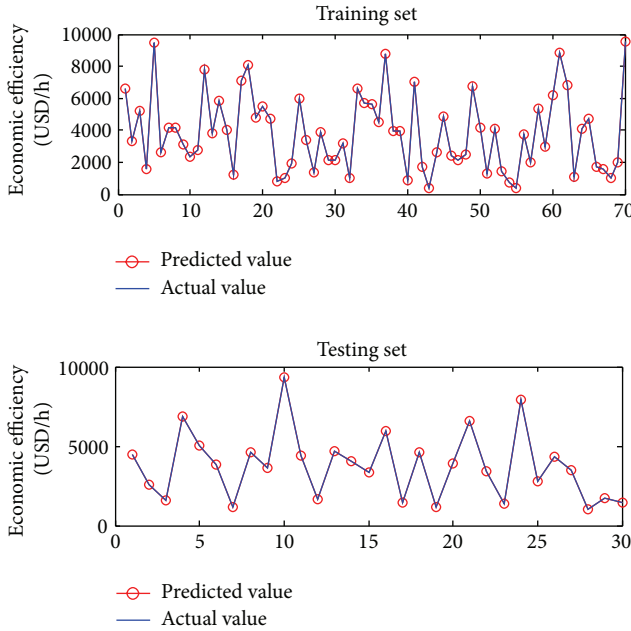 Training set
Economic efficiency
(USD/h)
10000
8000
6000
4000
2000
0
0 10 20 30 40 50 60 70
Predicted value
Actual value
Testing set
Economic efficiency
(USD/h)
10000
5000
0
0 5 10 15 20 25 30
Predicted value
Actual value